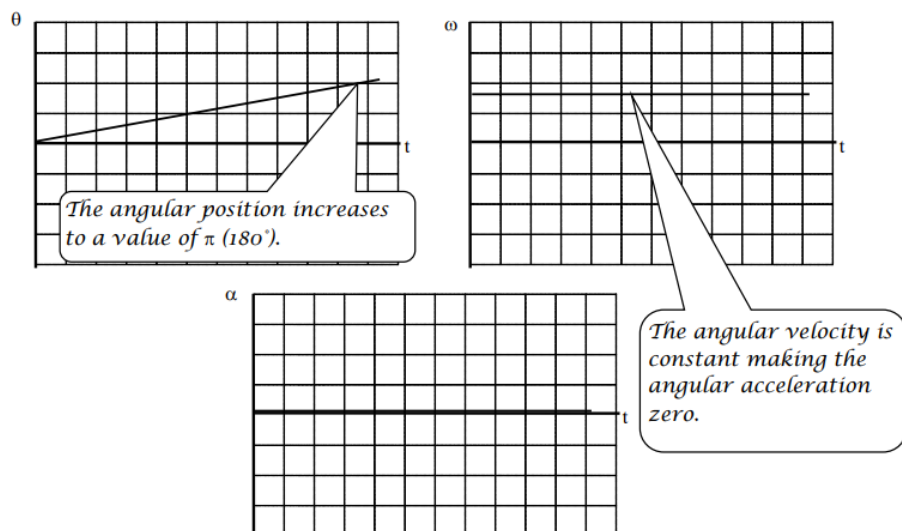 θ
ω
t
t
The angular position increases
to a value of π (180°).
α
t
The angular velocity is
constant making the
angular acceleration
zero.